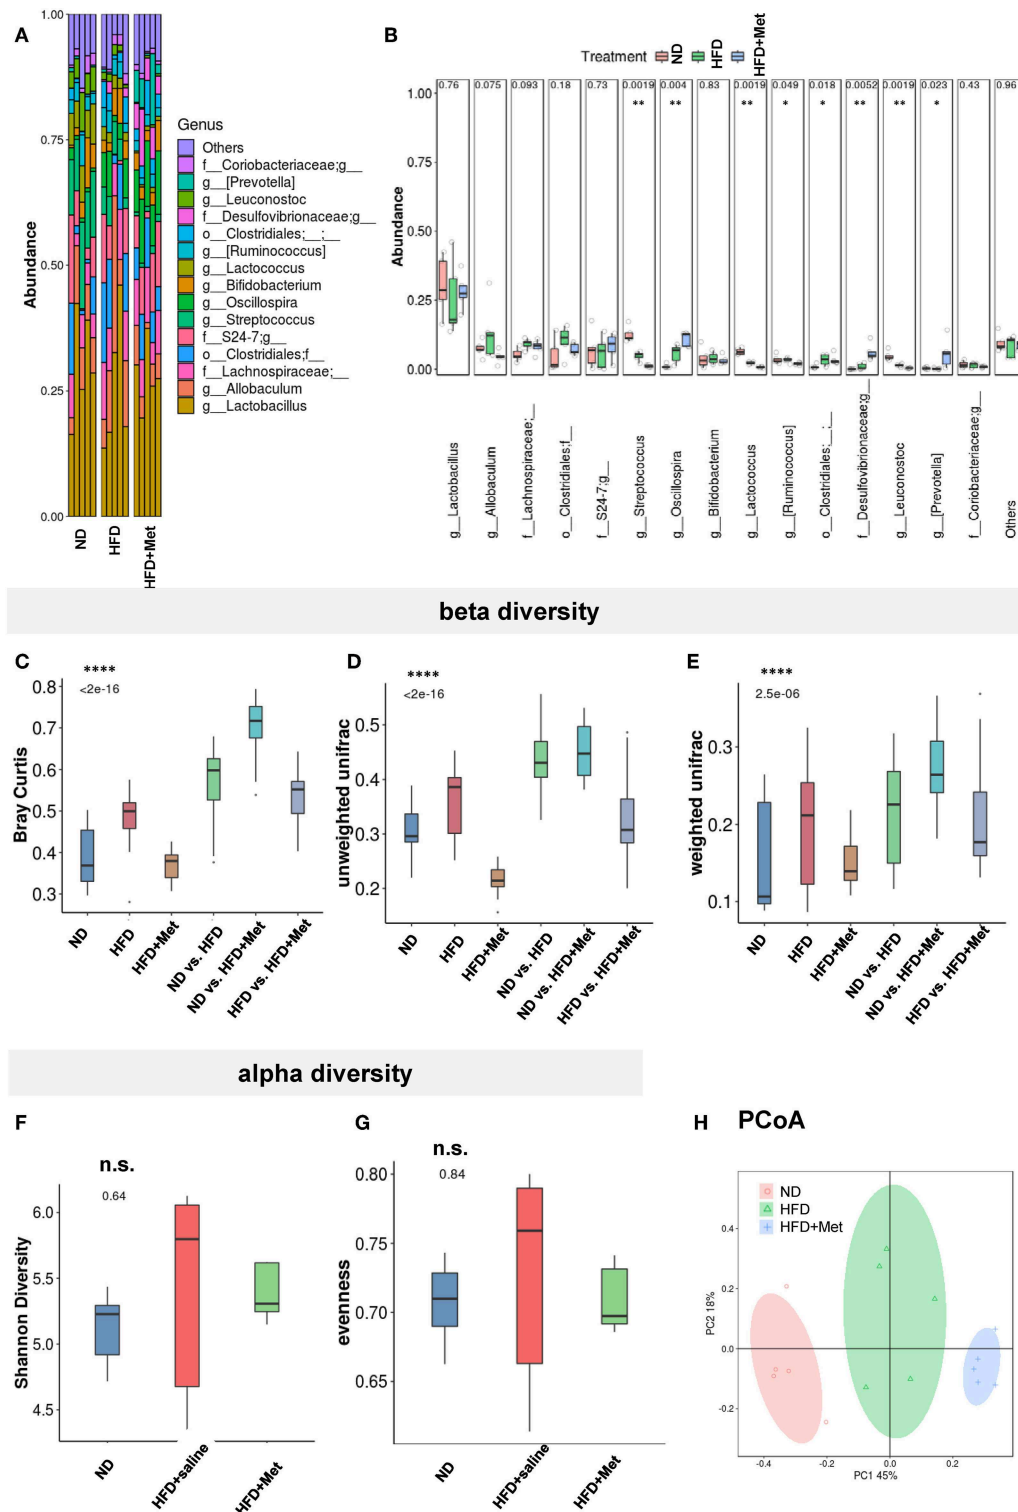 A
1.00
0.75
0.50
0.25
0.00
Abundance
ND
HFD
HFD+Met
Genus
Others
f__Coriobacteriaceae;g__
g__[Prevotella]
g__Leuconostoc
f__Desulfovibrionaceae;g__
o__Clostridiales;__;__
g__[Ruminococcus]
g__Lactococcus
g__Bifidobacterium
g__Oscillospira
g__Streptococcus
f__S24-7;g__
o__Clostridiales;f__
f__Lachnospiraceae;__
g__Allobaculum
g__Lactobacillus
B
Treatment ND HFD HFD+Met
0.76 0.075 0.093 0.18 0.73 0.0019 0.004 0.83 0.0019 0.049 0.018 0.0052 0.0019 0.023 0.43 0.96
** ** ** * * ** ** *
1.00
0.75
0.50
0.25
0.00
Abundance
g__Lactobacillus
g__Allobaculum
f__Lachnospiraceae;__
o__Clostridiales;f__
f__S24-7;g__
g__Streptococcus
g__Oscillospira
g__Bifidobacterium
g__Lactococcus
g__[Ruminococcus]
o__Clostridiales;__;__
f__Desulfovibrionaceae;g__
g__Leuconostoc
g__[Prevotella]
f__Coriobacteriaceae;g__
Others
beta diversity
C
****
<2e-16
0.8
0.7
0.6
0.5
0.4
0.3
Bray Curtis
ND
HFD
HFD+Met
ND vs. HFD
ND vs. HFD+Met
HFD vs. HFD+Met
D
****
<2e-16
0.5
0.4
0.3
0.2
unweighted unifrac
ND
HFD
HFD+Met
ND vs. HFD
ND vs. HFD+Met
HFD vs. HFD+Met
E
****
2.5e-06
0.3
0.2
0.1
weighted unifrac
ND
HFD
HFD+Met
ND vs. HFD
ND vs. HFD+Met
HFD vs. HFD+Met
alpha diversity
F
n.s.
0.64
6.0
5.5
5.0
4.5
Shannon Diversity
ND
HFD+saline
HFD+Met
G
n.s.
0.84
0.80
0.75
0.70
0.65
evenness
ND
HFD+saline
HFD+Met
H PCoA
ND
HFD
HFD+Met
0.4
0.2
0.0
-0.2
PC2 18%
-0.4 -0.2 0.0 0.2
PC1 45%